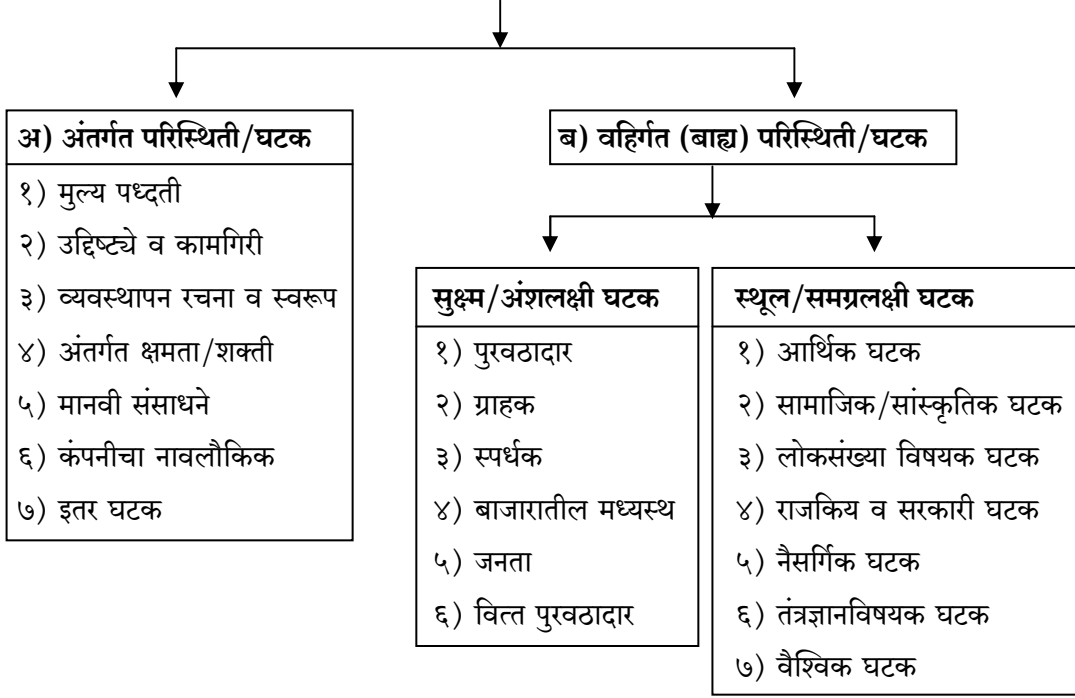 अ) अंतर्गत परिस्थिती/घटक
१) मुल्य पध्दती
२) उद्दिष्ट्ये व कामगिरी
३) व्यवस्थापन रचना व स्वरूप
४) अंतर्गत क्षमता/शक्ती
५) मानवी संसाधने
६) कंपनीचा नावलौकिक
७) इतर घटक
ब) वहिर्गत (बाह्य) परिस्थिती/घटक
सुक्ष्म/अंशलक्षी घटक
१) पुरवठादार
२) ग्राहक
३) स्पर्धक
४) बाजारातील मध्यस्थ
५) जनता
६) वित्त पुरवठादार
स्थूल/समग्रलक्षी घटक
१) आर्थिक घटक
२) सामाजिक/सांस्कृतिक घटक
३) लोकसंख्या विषयक घटक
४) राजकिय व सरकारी घटक
५) नैसर्गिक घटक
६) तंत्रज्ञानविषयक घटक
७) वैश्विक घटक